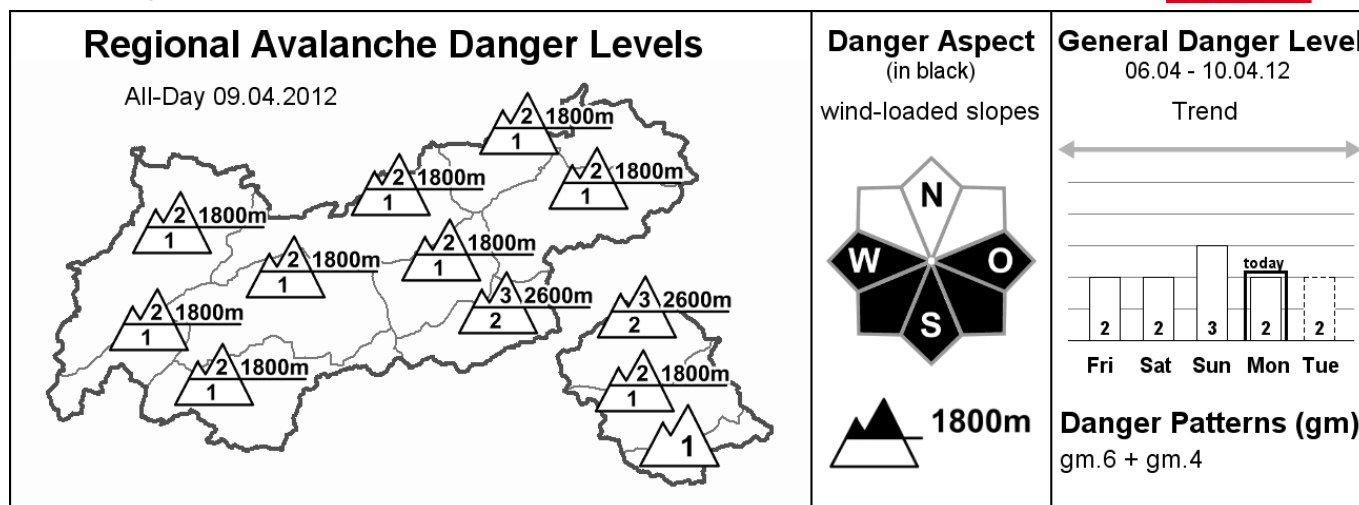 Regional Avalanche Danger Levels
All-Day 09.04.2012
2 1800m
1
2 1800m
1
2 1800m
1
2 1800m
1
2 1800m
1
2 1800m
1
3 2600m
2
3 2600m
2
2 1800m
1
2 1800m
1
2 1800m
1
1
Danger Aspect
(in black)
wind-loaded slopes
N
W
O
S
1800m
General Danger Level
06.04 - 10.04.12
Trend
today
2 2 3 2 2
Fri Sat Sun Mon Tue
Danger Patterns (gm)
gm.6 + gm.4